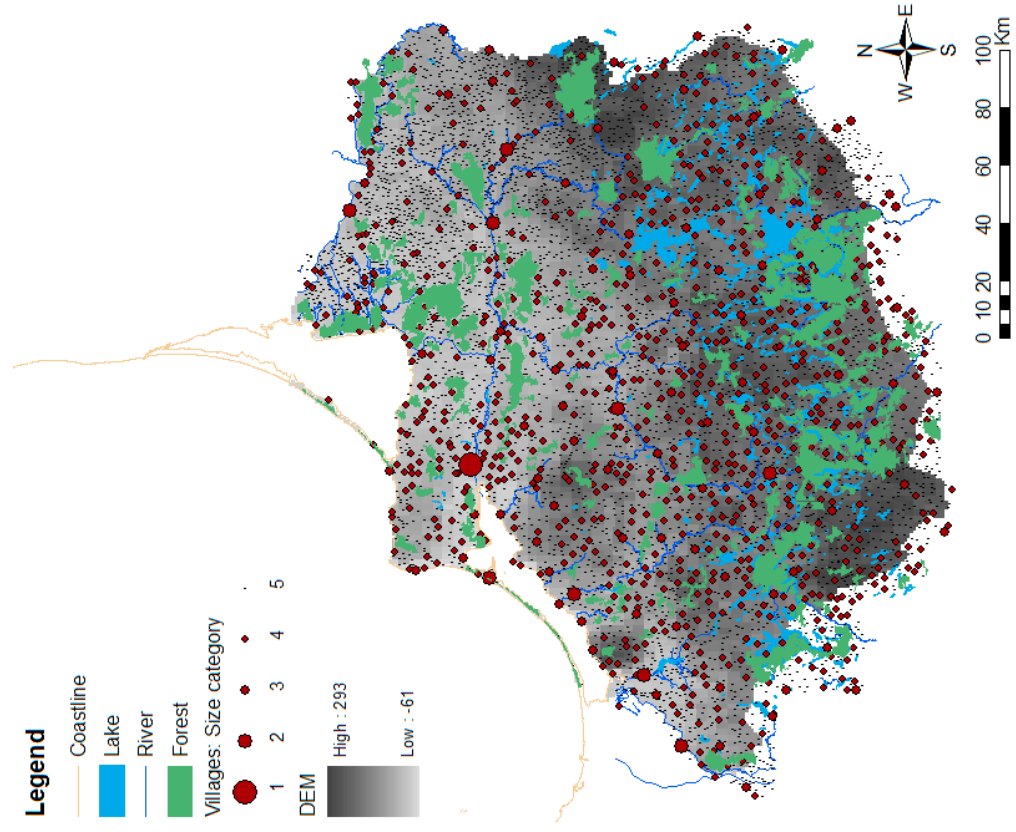 Legend
Coastline
Lake
River
Forest
Villages: Size category
1 2 3 4 5
DEM
High : 293
Low : -61
N
W E
S
0 10 20 40 60 80 100
Km